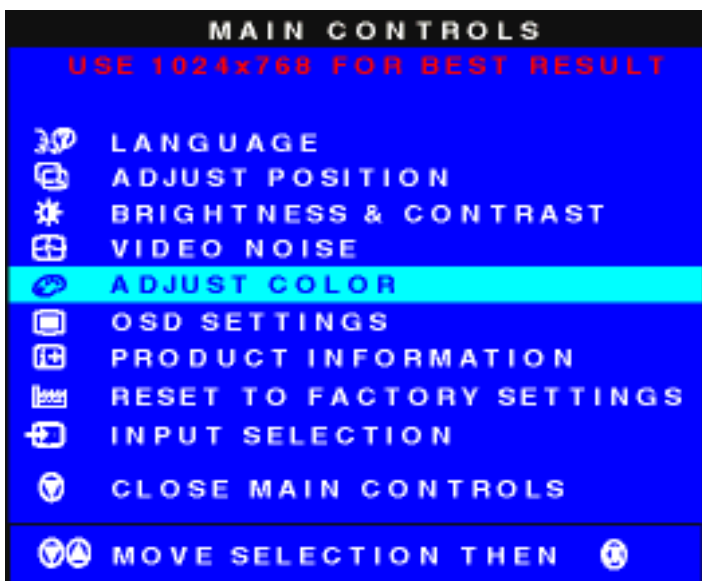 MAIN CONTROLS
USE 1024x768 FOR BEST RESULT
LANGUAGE
ADJUST POSITION
BRIGHTNESS & CONTRAST
VIDEO NOISE
ADJUST COLOR
OSD SETTINGS
PRODUCT INFORMATION
RESET TO FACTORY SETTINGS
INPUT SELECTION
CLOSE MAIN CONTROLS
MOVE SELECTION THEN OK